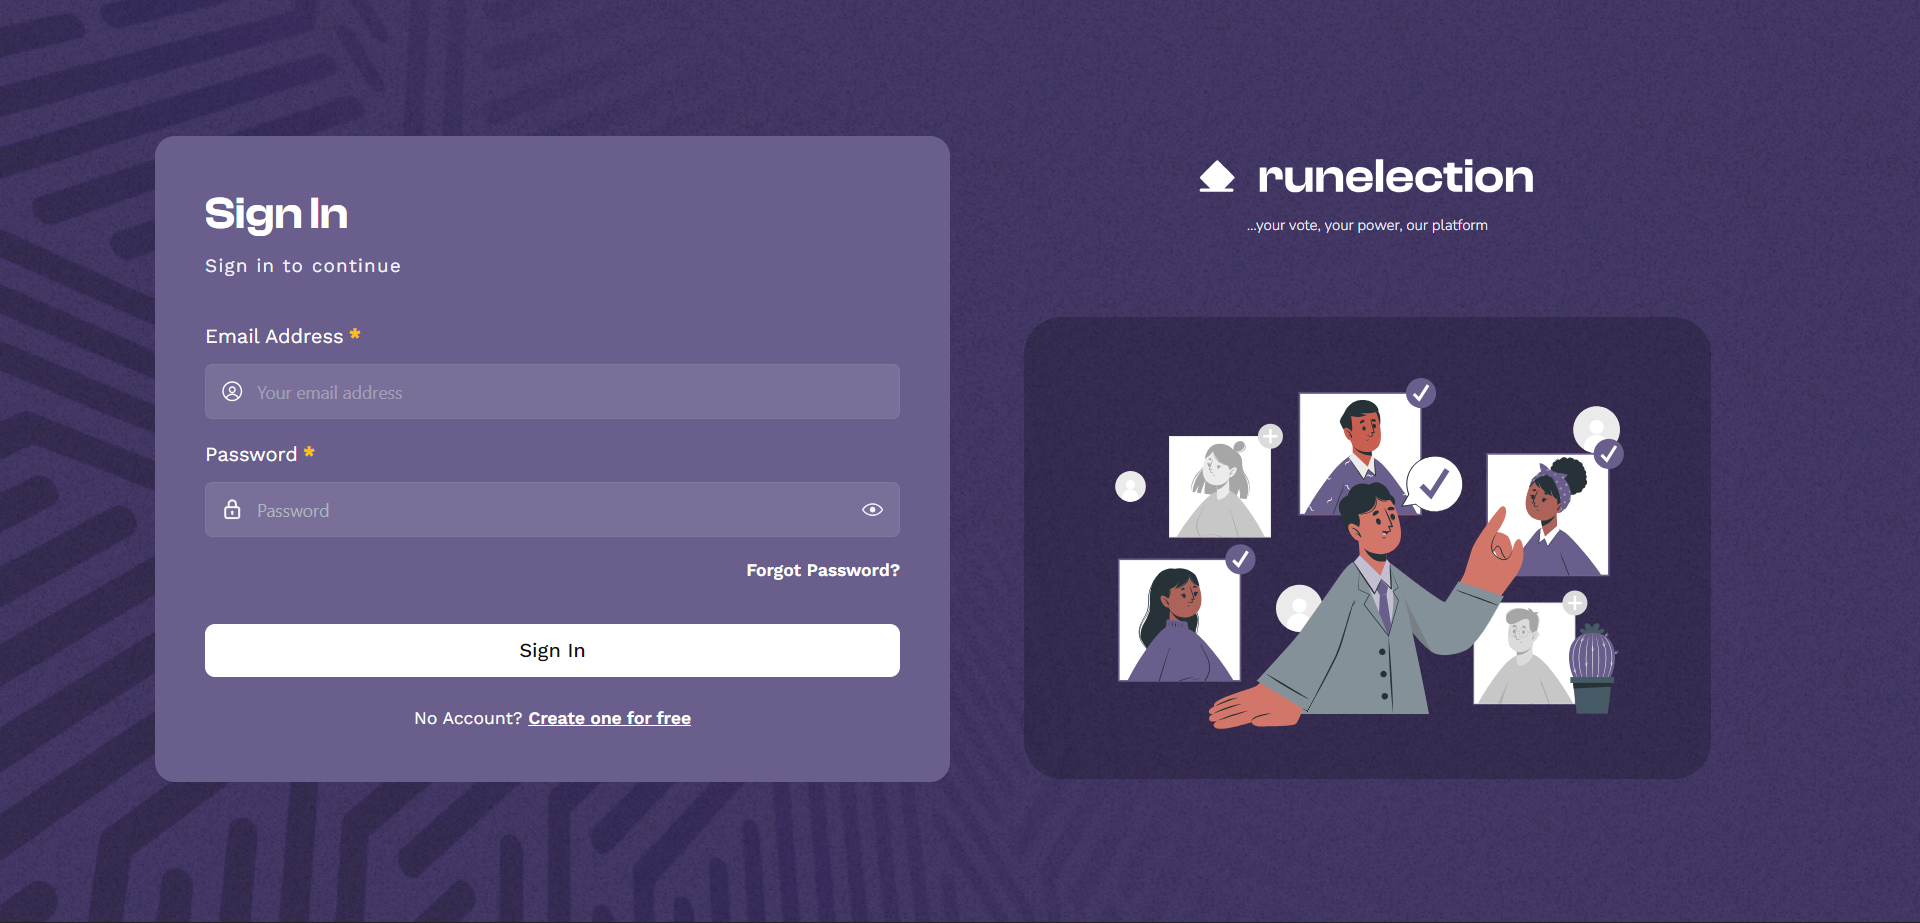 Sign In
Sign in to continue
Email Address *
Your email address
Password *
Password
Forgot Password?
Sign In
No Account? Create one for free
runelection
...your vote, your power, our platform